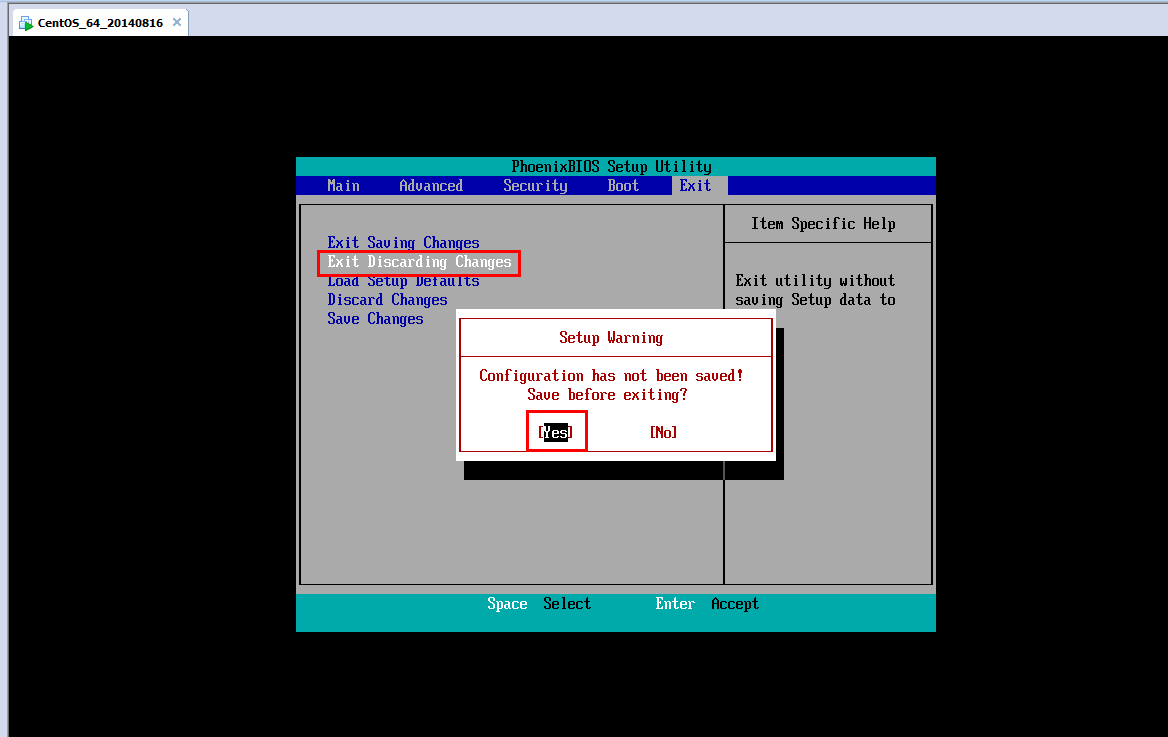 CentOS_64_20140816
PhoenixBIOS Setup Utility
Main Advanced Security Boot Exit
Exit Saving Changes
Exit Discarding Changes
Load Setup Defaults
Discard Changes
Save Changes
Item Specific Help
Exit utility without
saving Setup data to
Setup Warning
Configuration has not been saved!
Save before exiting?
[Yes] [No]
Space Select Enter Accept